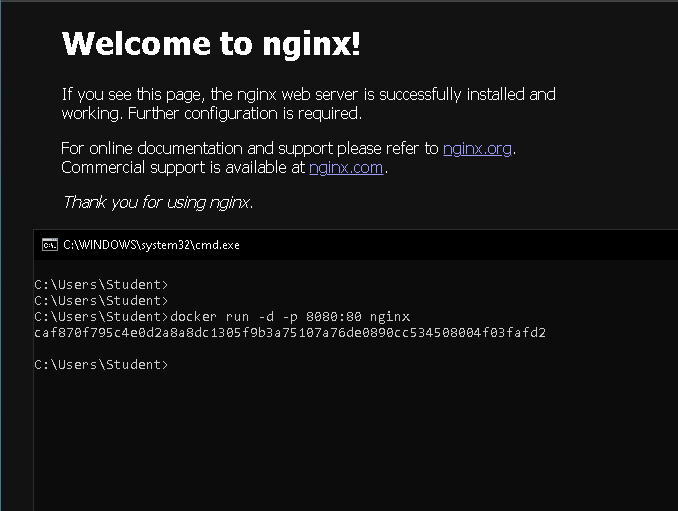 Welcome to nginx!
If you see this page, the nginx web server is successfully installed and
working. Further configuration is required.
For online documentation and support please refer to nginx.org.
Commercial support is available at nginx.com.
Thank you for using nginx.
C:\WINDOWS\system32\cmd.exe
C:\Users\Student>
C:\Users\Student>
C:\Users\Student>docker run -d -p 8080:80 nginx
caf870f795c4e0d2a8a8dc1305f9b3a75107a76de0890cc534508004f03fafd2
C:\Users\Student>